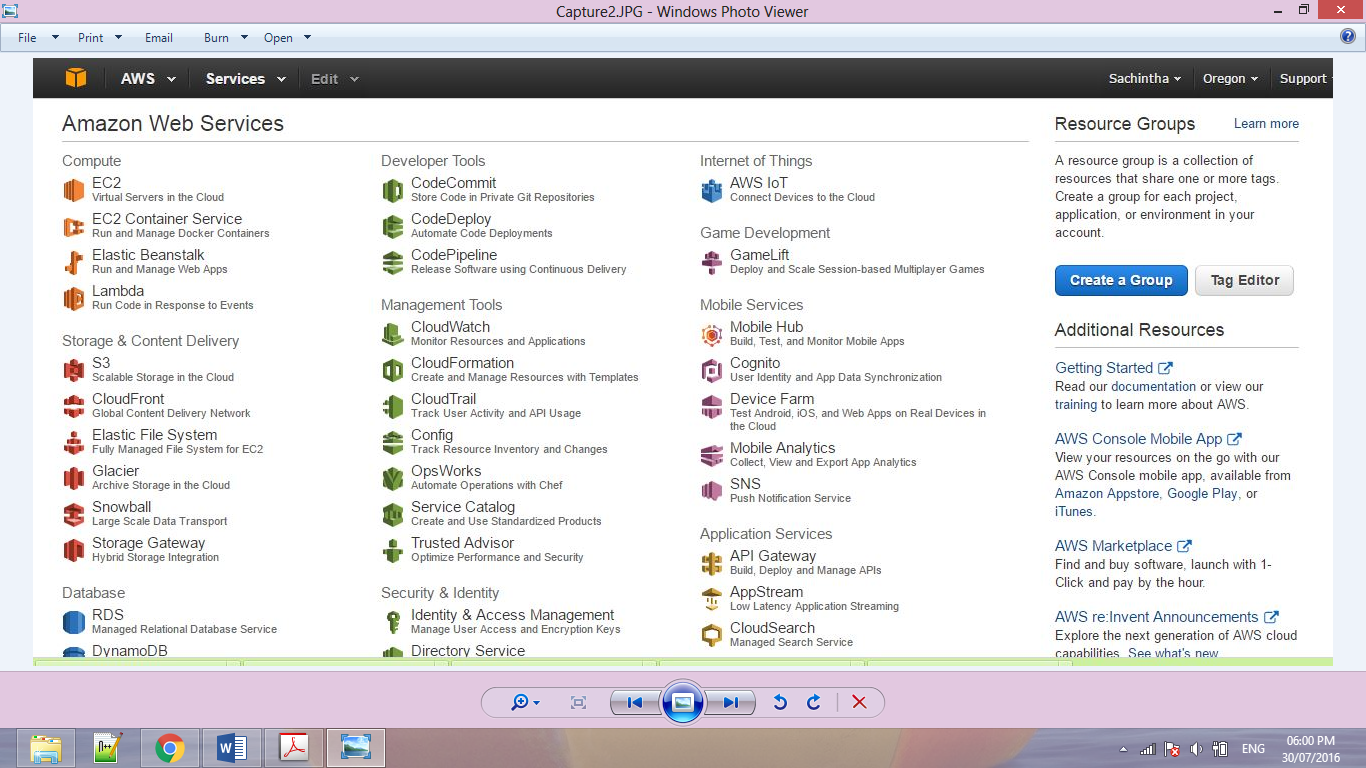 Capture2.JPG - Windows Photo Viewer
File Print Email Burn Open
AWS Services Edit Sachintha Oregon Support
Amazon Web Services
Compute
EC2
Virtual Servers in the Cloud
EC2 Container Service
Run and Manage Docker Containers
Elastic Beanstalk
Run and Manage Web Apps
Lambda
Run Code in Response to Events
Storage & Content Delivery
S3
Scalable Storage in the Cloud
CloudFront
Global Content Delivery Network
Elastic File System
Fully Managed File System for EC2
Glacier
Archive Storage in the Cloud
Snowball
Large Scale Data Transport
Storage Gateway
Hybrid Storage Integration
Database
RDS
Managed Relational Database Service
DynamoDB
Developer Tools
CodeCommit
Store Code in Private Git Repositories
CodeDeploy
Automate Code Deployments
CodePipeline
Release Software using Continuous Delivery
Management Tools
CloudWatch
Monitor Resources and Applications
CloudFormation
Create and Manage Resources with Templates
CloudTrail
Track User Activity and API Usage
Config
Track Resource Inventory and Changes
OpsWorks
Automate Operations with Chef
Service Catalog
Create and Use Standardized Products
Trusted Advisor
Optimize Performance and Security
Security & Identity
Identity & Access Management
Manage User Access and Encryption Keys
Directory Service
Internet of Things
AWS IoT
Connect Devices to the Cloud
Game Development
GameLift
Deploy and Scale Session-based Multiplayer Games
Mobile Services
Mobile Hub
Build, Test, and Monitor Mobile Apps
Cognito
User Identity and App Data Synchronization
Device Farm
Test Android, iOS, and Web Apps on Real Devices in
the Cloud
Mobile Analytics
Collect, View and Export App Analytics
SNS
Push Notification Service
Application Services
API Gateway
Build, Deploy and Manage APIs
AppStream
Low Latency Application Streaming
CloudSearch
Managed Search Service
Resource Groups Learn more
A resource group is a collection of
resources that share one or more tags.
Create a group for each project,
application, or environment in your
account.
Create a Group Tag Editor
Additional Resources
Getting Started
Read our documentation or view our
training to learn more about AWS.
AWS Console Mobile App
View your resources on the go with our
AWS Console mobile app, available from
Amazon Appstore, Google Play, or
iTunes.
AWS Marketplace
Find and buy software, launch with 1-
Click and pay by the hour.
AWS re:Invent Announcements
Explore the next generation of AWS cloud
capabilities. See what's new
ENG
06:00 PM
30/07/2016